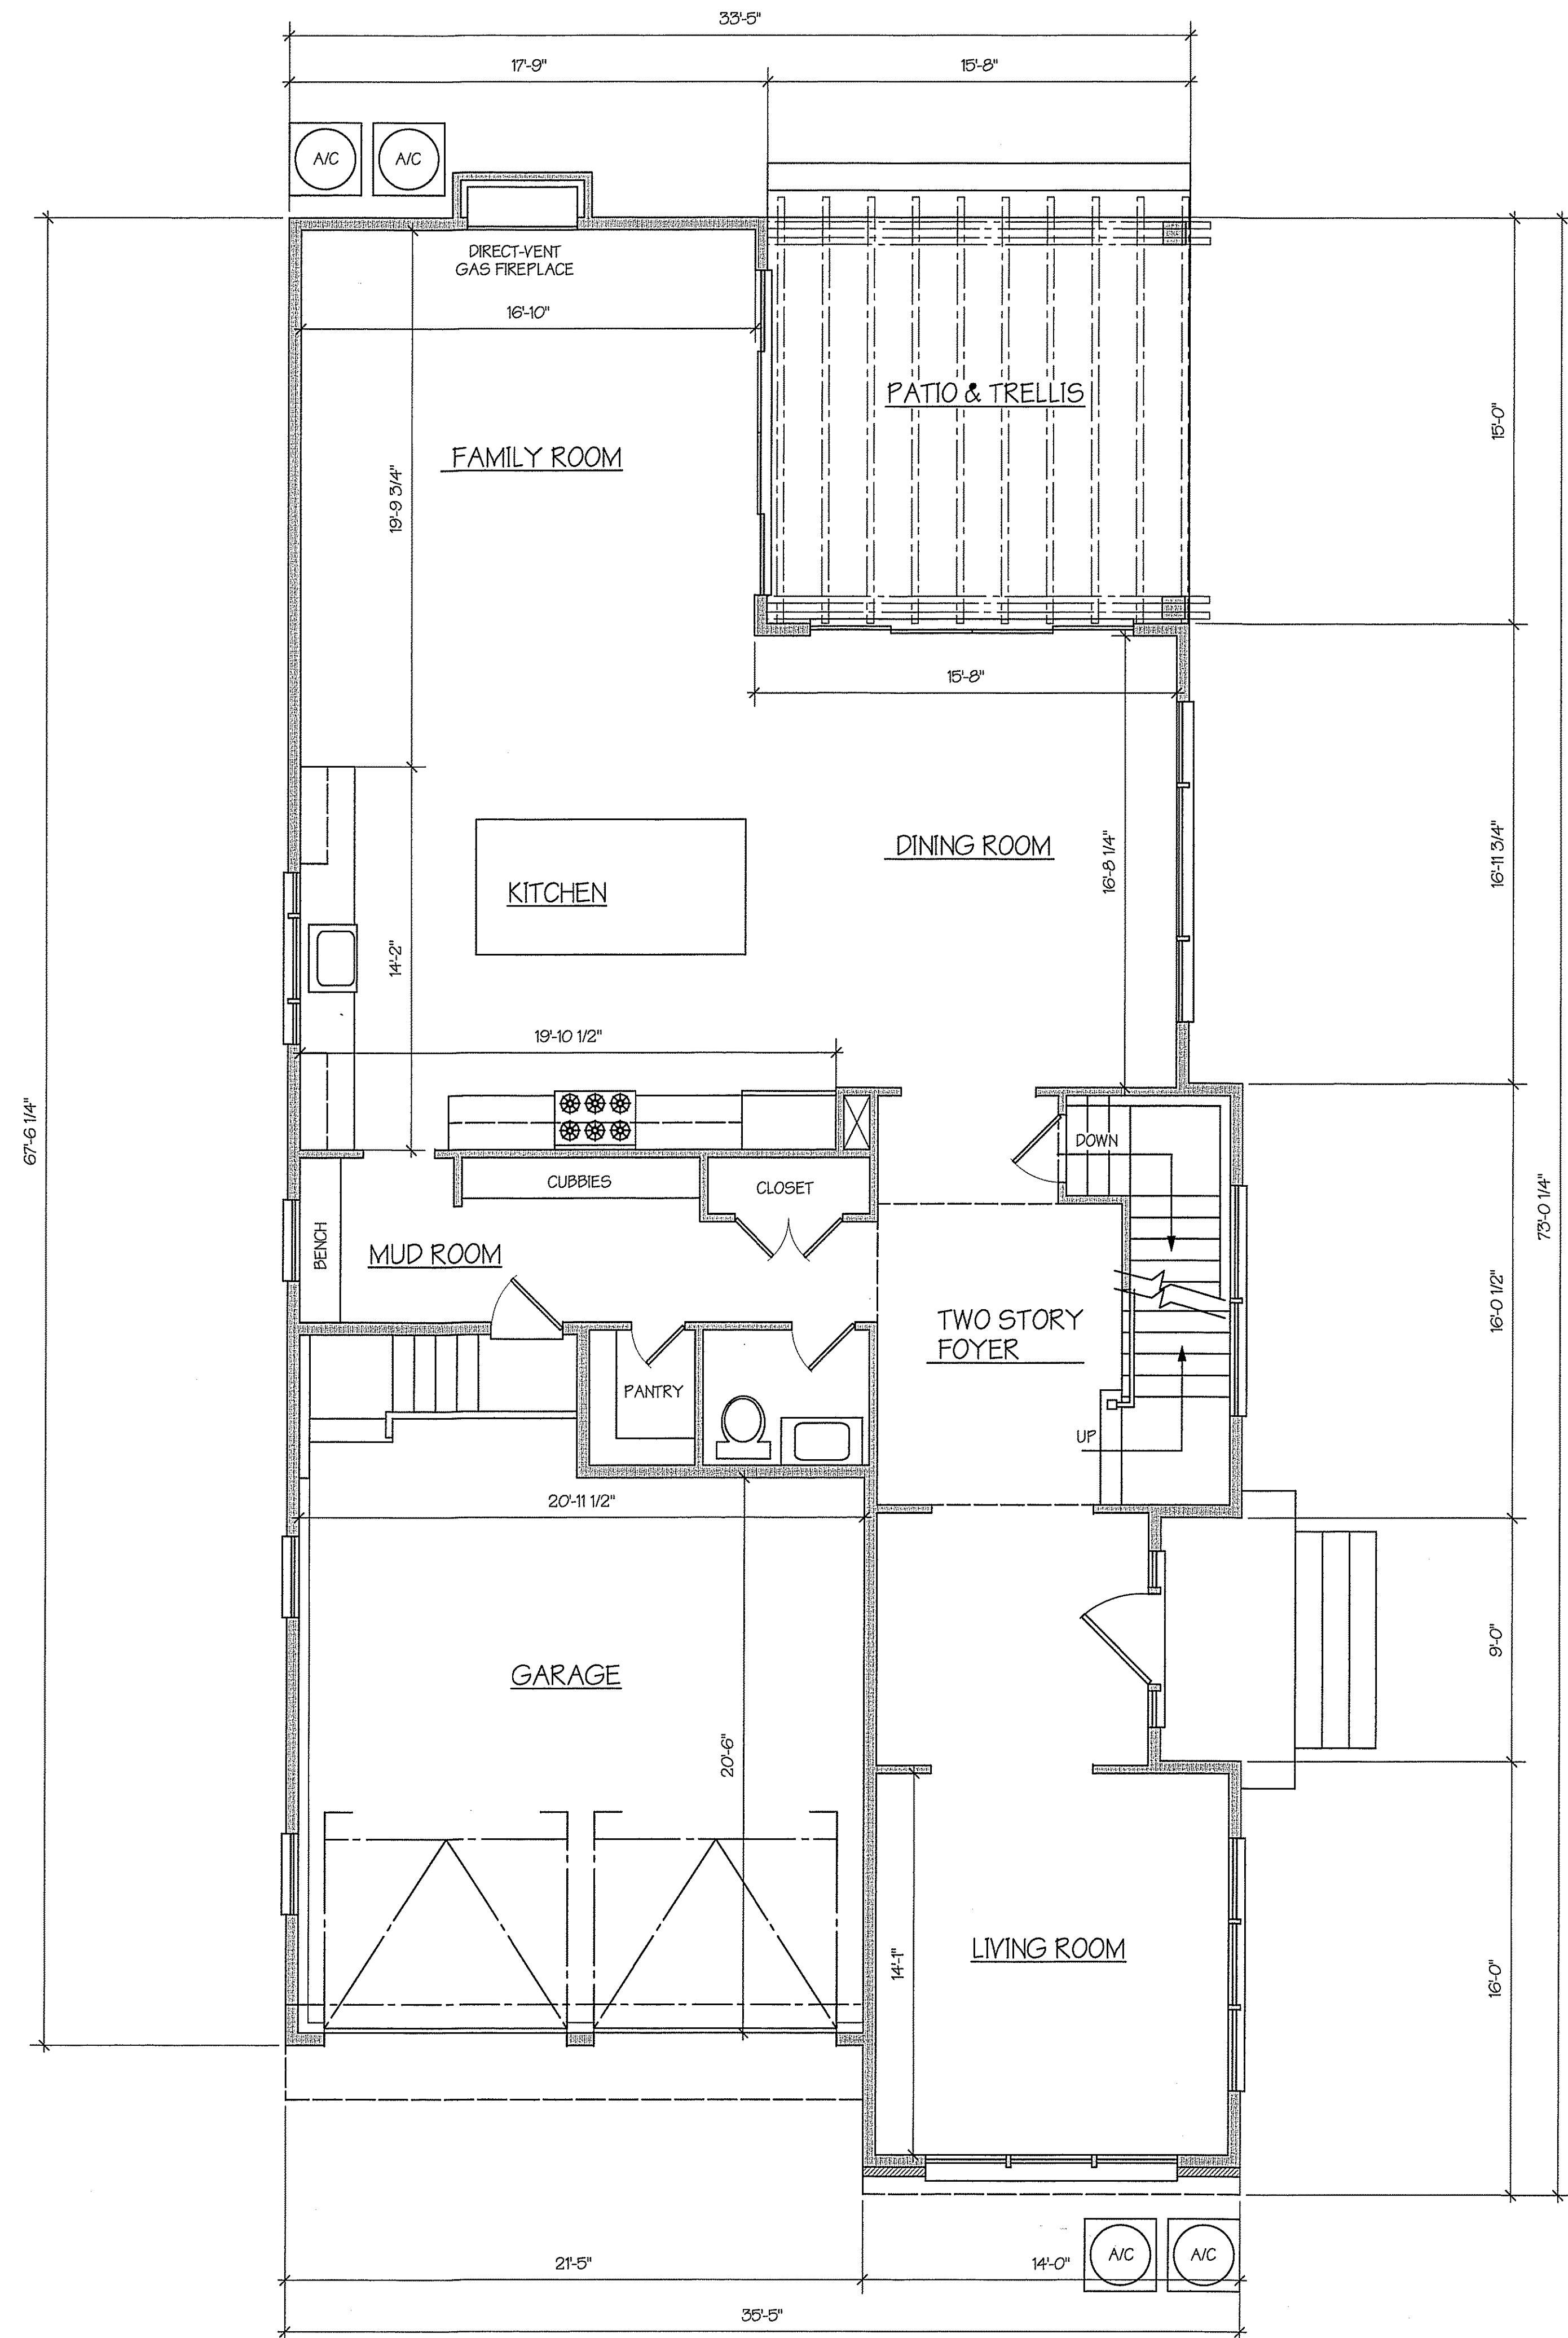 33'-5"
17'-9"
15'-8"
A/C
A/C
DIRECT-VENT
GAS FIREPLACE
16'-10"
PATIO & TRELLIS
15'-0"
FAMILY ROOM
19'-9 3/4"
15'-8"
DINING ROOM
16'-8 1/4"
16'-11 3/4"
KITCHEN
14'-2"
19'-10 1/2"
67'-6 1/4"
DOWN
CUBBIES
CLOSET
BENCH
MUD ROOM
73'-0 1/4"
16'-0 1/2"
TWO STORY
FOYER
PANTRY
UP
20'-11 1/2"
9'-0"
GARAGE
20'-6"
LIVING ROOM
14'-1"
16'-0"
A/C
A/C
21'-5"
14'-0"
35'-5"